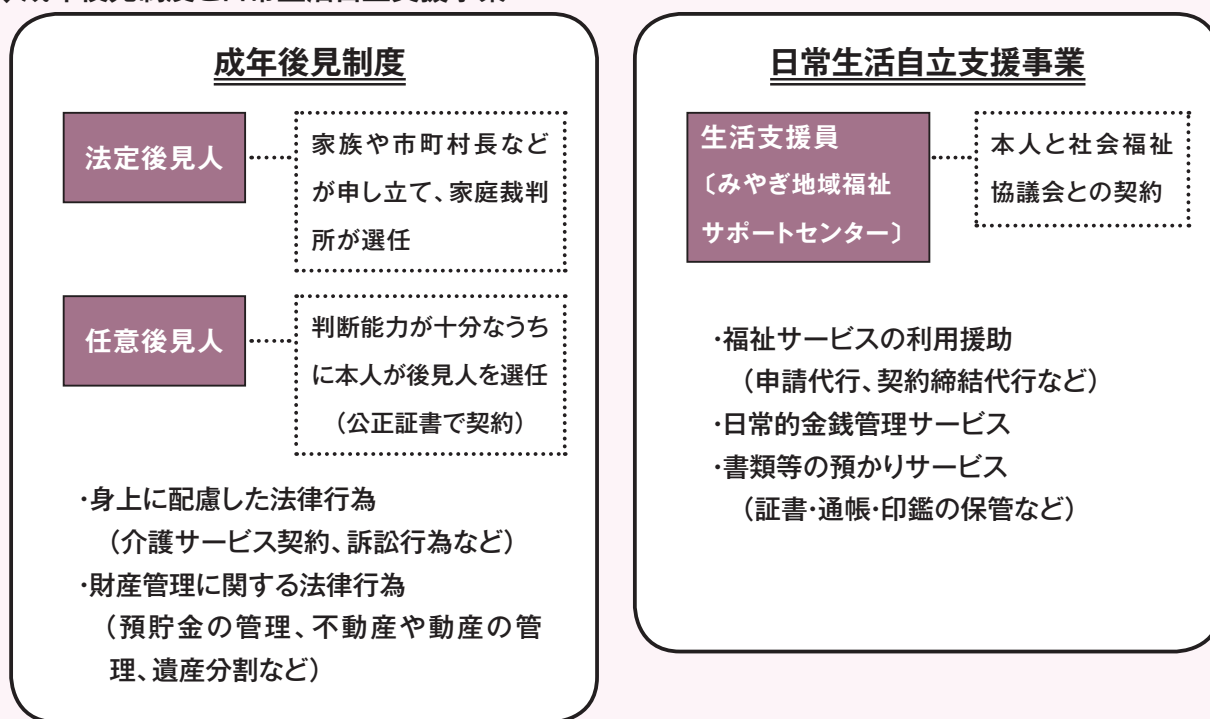 成年後見制度
法定後見人
家族や市町村長など
が申し立て、家庭裁判
所が選任
任意後見人
判断能力が十分なうち
に本人が後見人を選任
（公正証書で契約）
・身上に配慮した法律行為
（介護サービス契約、訴訟行為など）
・財産管理に関する法律行為
（預貯金の管理、不動産や動産の管
理、遺産分割など）
日常生活自立支援事業
生活支援員
〔みやぎ地域福祉
サポートセンター〕
本人と社会福祉
協議会との契約
・福祉サービスの利用援助
（申請代行、契約締結代行など）
・日常的金銭管理サービス
・書類等の預かりサービス
（証書・通帳・印鑑の保管など）